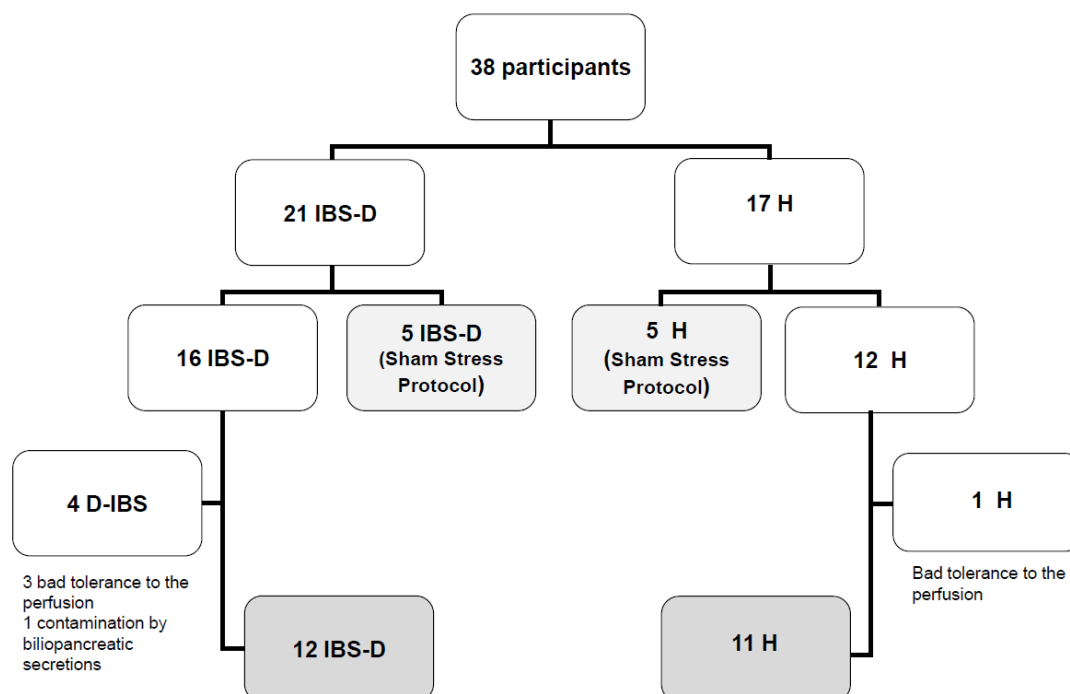 38 participants
21 IBS-D
17 H
16 IBS-D
5 IBS-D
(Sham Stress
Protocol)
5 H
(Sham Stress
Protocol)
12 H
4 D-IBS
3 bad tolerance to the
perfusion
1 contamination by
biliopancreatic
secretions
1 H
Bad tolerance to the
perfusion
12 IBS-D
11 H